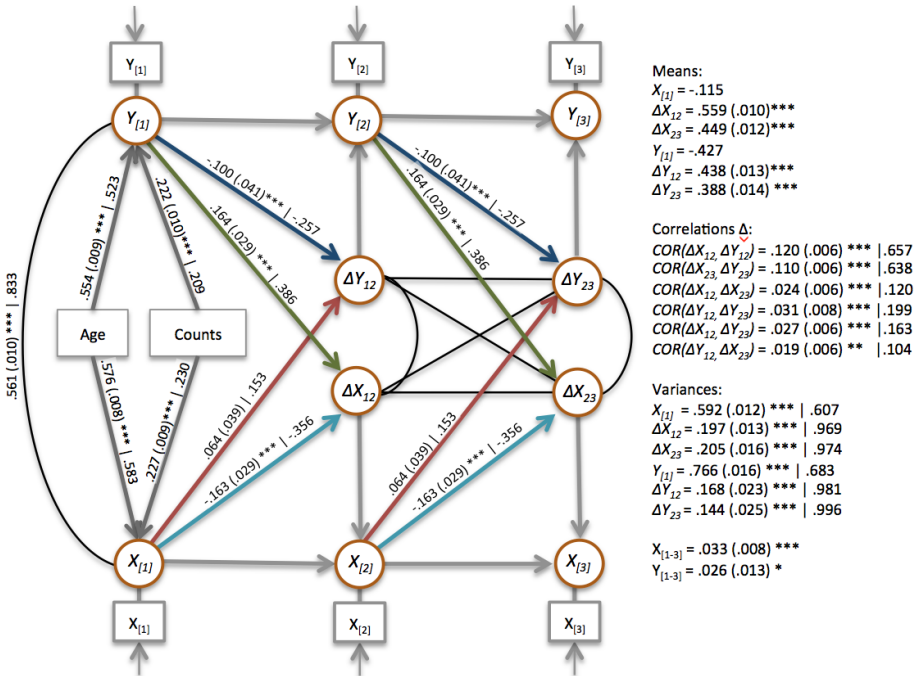 Y[1]
Y[2]
Y[3]
Y[1]
Y[2]
Y[3]
-.100 (.041)*** | -.257
.164 (.029) *** | .386
-.100 (.041)*** | -.257
.164 (.029) *** | .386
.554 (.009) *** | .523
.222 (.010)*** | .209
ΔY12
ΔY23
Age
Counts
.561 (.010) *** | .833
.576 (.008) *** | .583
.227 (.009)*** | .230
.064 (.039) | .153
-.163 (.029) *** | -.356
ΔX12
ΔX23
.064 (.039) | .153
-.163 (.029) *** | -.356
X[1]
X[2]
X[3]
X[1]
X[2]
X[3]
Means:
X[1] = -.115
ΔX12 = .559 (.010)***
ΔX23 = .449 (.012)***
Y[1] = -.427
ΔY12 = .438 (.013)***
ΔY23 = .388 (.014) ***
Correlations Δ:
COR(ΔX12, ΔY12) = .120 (.006) *** |.657
COR(ΔX23, ΔY23) = .110 (.006) *** |.638
COR(ΔX12, ΔX23) = .024 (.006) *** |.120
COR(ΔY12, ΔY23) = .031 (.008) *** |.199
COR(ΔX12, ΔY23) = .027 (.006) *** |.163
COR(ΔY12, ΔX23) = .019 (.006) ** |.104
Variances:
X[1] = .592 (.012) *** | .607
ΔX12 = .197 (.013) *** | .969
ΔX23 = .205 (.016) *** | .974
Y[1] = .766 (.016) *** | .683
ΔY12 = .168 (.023) *** | .981
ΔY23 = .144 (.025) *** | .996
X[1-3] = .033 (.008) ***
Y[1-3] = .026 (.013) *